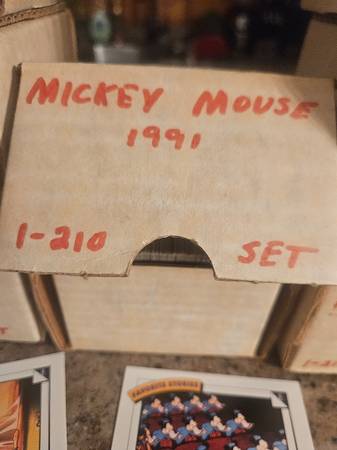 MICKEY MOUSE
1991
1-210 SET
FAVORITE STORIES